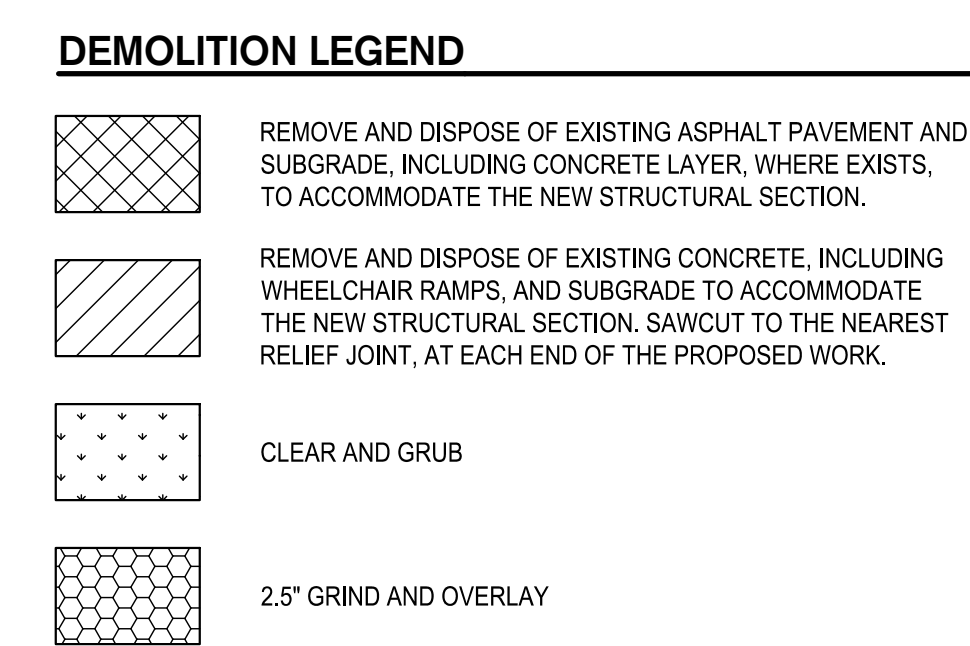 DEMOLITION LEGEND
REMOVE AND DISPOSE OF EXISTING ASPHALT PAVEMENT AND
SUBGRADE, INCLUDING CONCRETE LAYER, WHERE EXISTS,
TO ACCOMMODATE THE NEW STRUCTURAL SECTION.
REMOVE AND DISPOSE OF EXISTING CONCRETE, INCLUDING
WHEELCHAIR RAMPS, AND SUBGRADE TO ACCOMMODATE
THE NEW STRUCTURAL SECTION. SAWCUT TO THE NEAREST
RELIEF JOINT, AT EACH END OF THE PROPOSED WORK.
CLEAR AND GRUB
2.5" GRIND AND OVERLAY